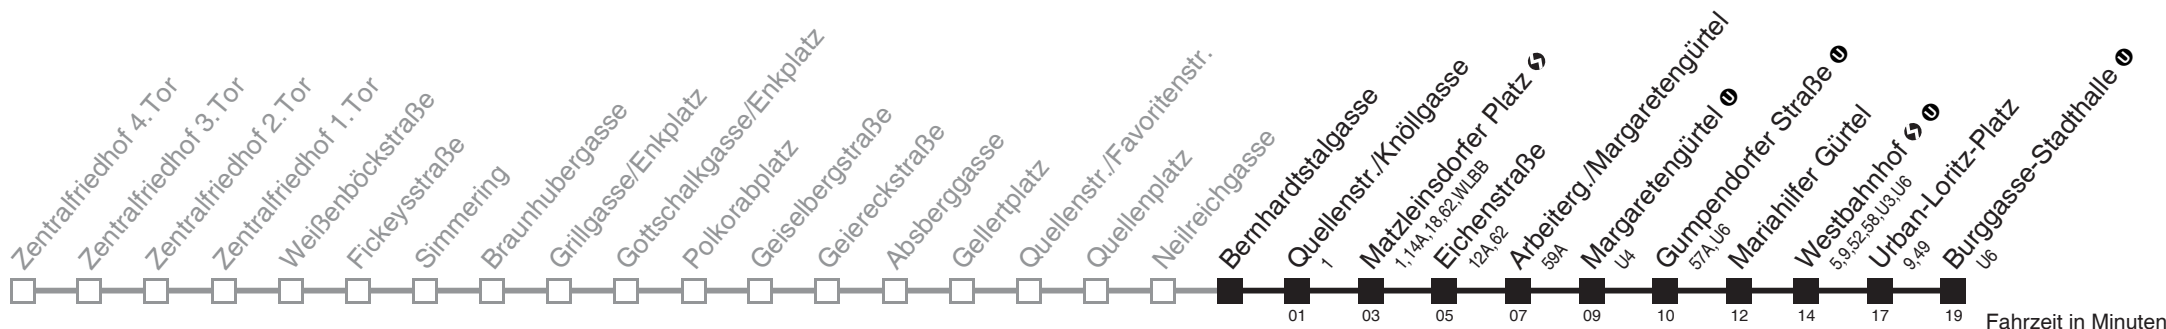 Zentralfriedhof 4.Tor
Zentralfriedhof 3.Tor
Zentralfriedhof 2.Tor
Zentralfriedhof 1.Tor
Weißenböckstraße
Fickeysstraße
Simmering
Braunhubergasse
Grillgasse/Enkplatz
Gottschalkgasse/Enkplatz
Polkorabplatz
Geiselbergstraße
Geiereckstraße
Absberggasse
Gellertplatz
Quellenstr./Favoritenstr.
Quellenplatz
Neilreichgasse
Bernhardtstalgasse
Quellenstr./Knöllgasse
1
Matzleinsdorfer Platz
1,14A,18,62,WLBB
Eichenstraße
12A,62
Arbeiterg./Margaretengürtel
59A
Margaretengürtel U
U4
Gumpendorfer Straße U
57A,U6
Mariahilfer Gürtel
Westbahnhof U
5,9,52,58,U3,U6
Urban-Loritz-Platz
9,49
Burggasse-Stadthalle U
U6
01 03 05 07 09 10 12 14 17 19
Fahrzeit in Minuten